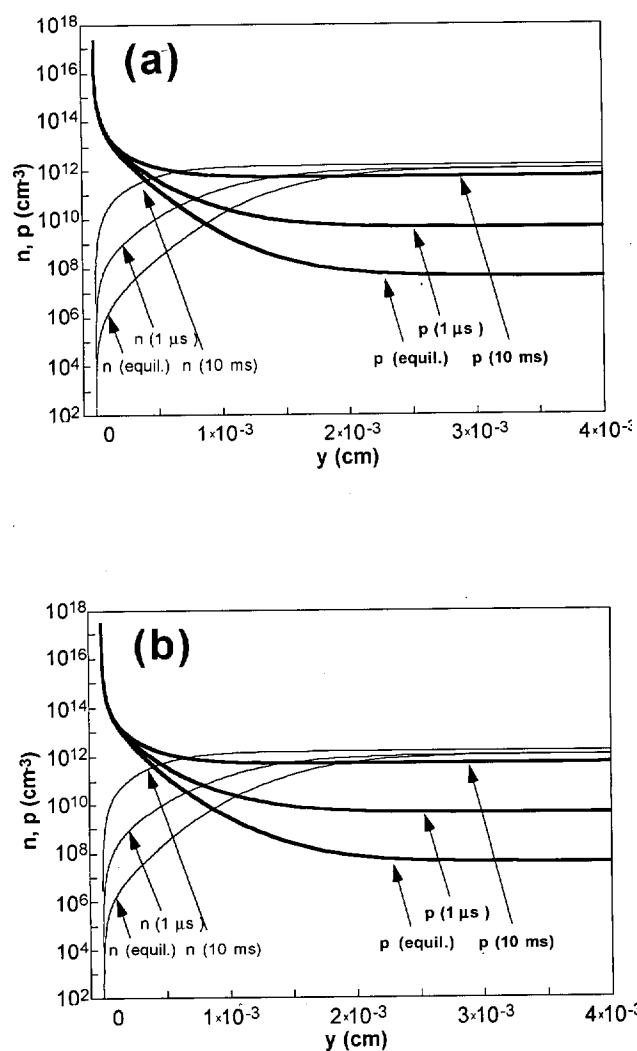 (a)
10^18
10^16
10^14
10^12
10^10
10^8
10^6
10^4
10^2
n, p (cm^-3)
n (1 μs)
n (equil.) n (10 ms)
p (1 μs)
p (equil.) p (10 ms)
0 1×10^-3 2×10^-3 3×10^-3 4×10^-3
y (cm)
(b)
10^18
10^16
10^14
10^12
10^10
10^8
10^6
10^4
10^2
n, p (cm^-3)
n (1 μs)
n (equil.) n (10 ms)
p (1 μs)
p (equil.) p (10 ms)
0 1×10^-3 2×10^-3 3×10^-3 4×10^-3
y (cm)